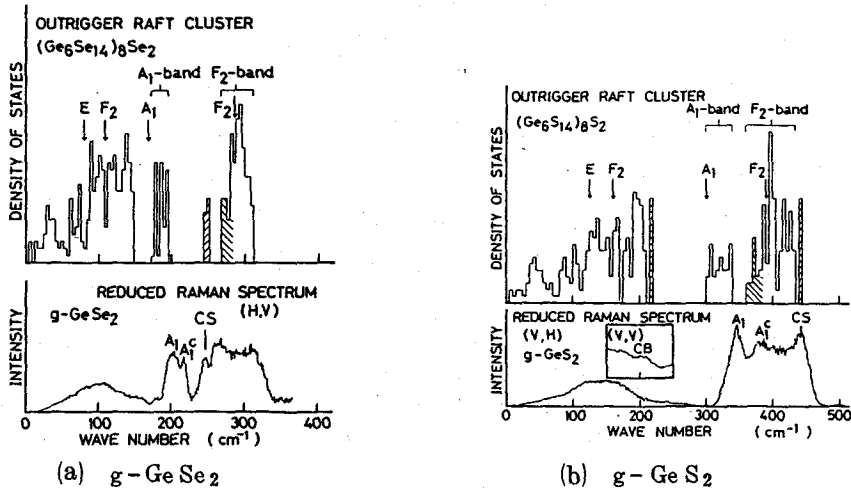 OUTRIGGER RAFT CLUSTER
(Ge6Se14)8Se2
A1-band F2-band
E F2 A1 F2
DENSITY OF STATES
REDUCED RAMAN SPECTRUM
(H,V)
g-GeSe2
A1 A1^c CS
INTENSITY
0 100 200 300 400
WAVE NUMBER (cm-1)
(a) g-GeSe2
OUTRIGGER RAFT CLUSTER
A1-band F2-band
(Ge6S14)8S2
E F2 A1 F2
DENSITY OF STATES
REDUCED RAMAN SPECTRUM
(V,H) (V,V)
g-GeS2 CB
A1 A1^c CS
INTENSITY
0 100 200 300 400 500
WAVE NUMBER (cm-1)
(b) g-GeS2